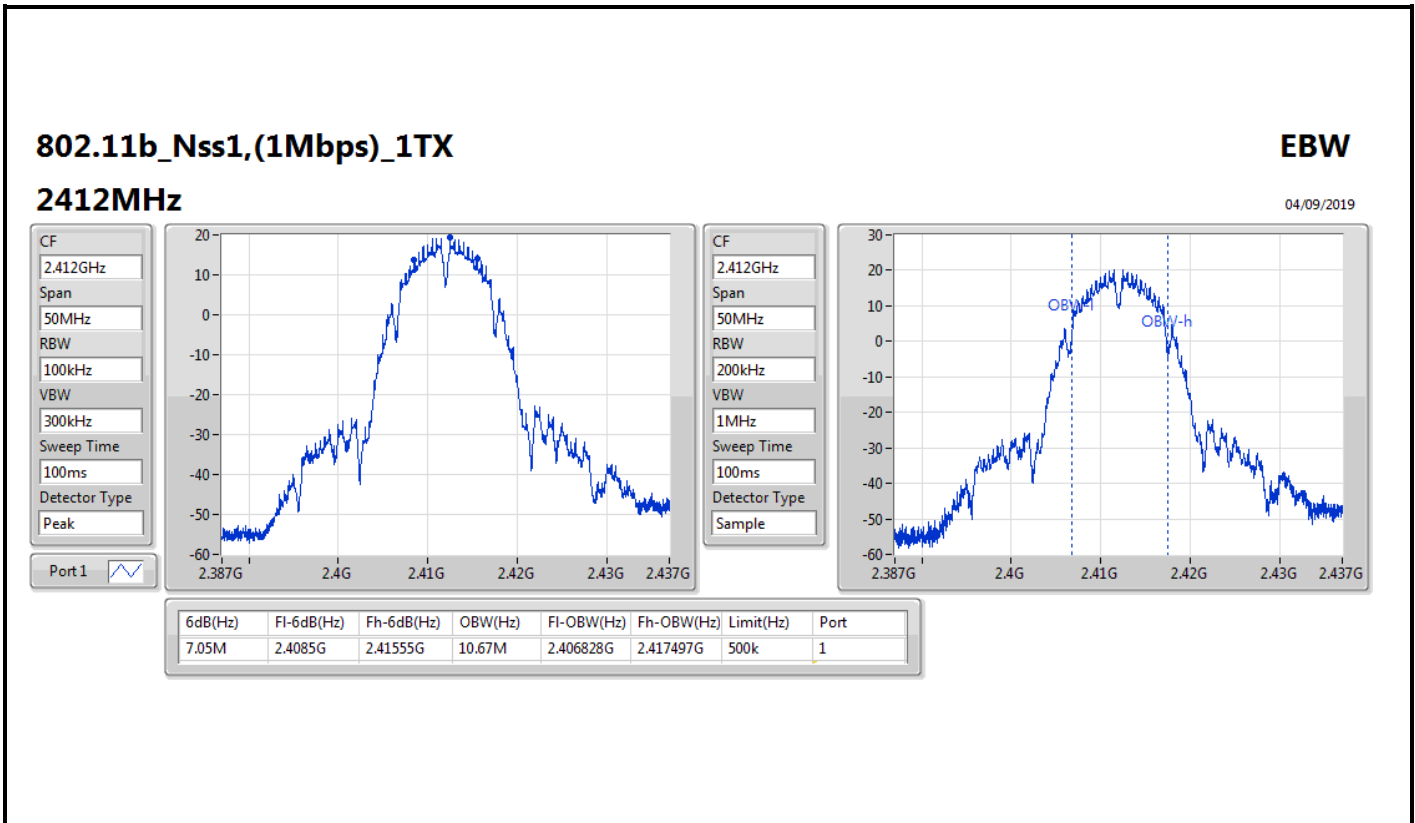 802.11b_Nss1,(1Mbps)_1TX
EBW
2412MHz
04/09/2019
CF
2.412GHz
Span
50MHz
RBW
100kHz
VBW
300kHz
Sweep Time
100ms
Detector Type
Peak
Port 1
20
10
0
-10
-20
-30
-40
-50
-60
2.387G 2.4G 2.41G 2.42G 2.43G 2.437G
CF
2.412GHz
Span
50MHz
RBW
200kHz
VBW
1MHz
Sweep Time
100ms
Detector Type
Sample
30
20
10
0
-10
-20
-30
-40
-50
-60
OBW-l
OBW-h
2.387G 2.4G 2.41G 2.42G 2.43G 2.437G
6dB(Hz) Fl-6dB(Hz) Fh-6dB(Hz) OBW(Hz) Fl-OBW(Hz) Fh-OBW(Hz) Limit(Hz) Port
7.05M 2.4085G 2.41555G 10.67M 2.406828G 2.417497G 500k 1